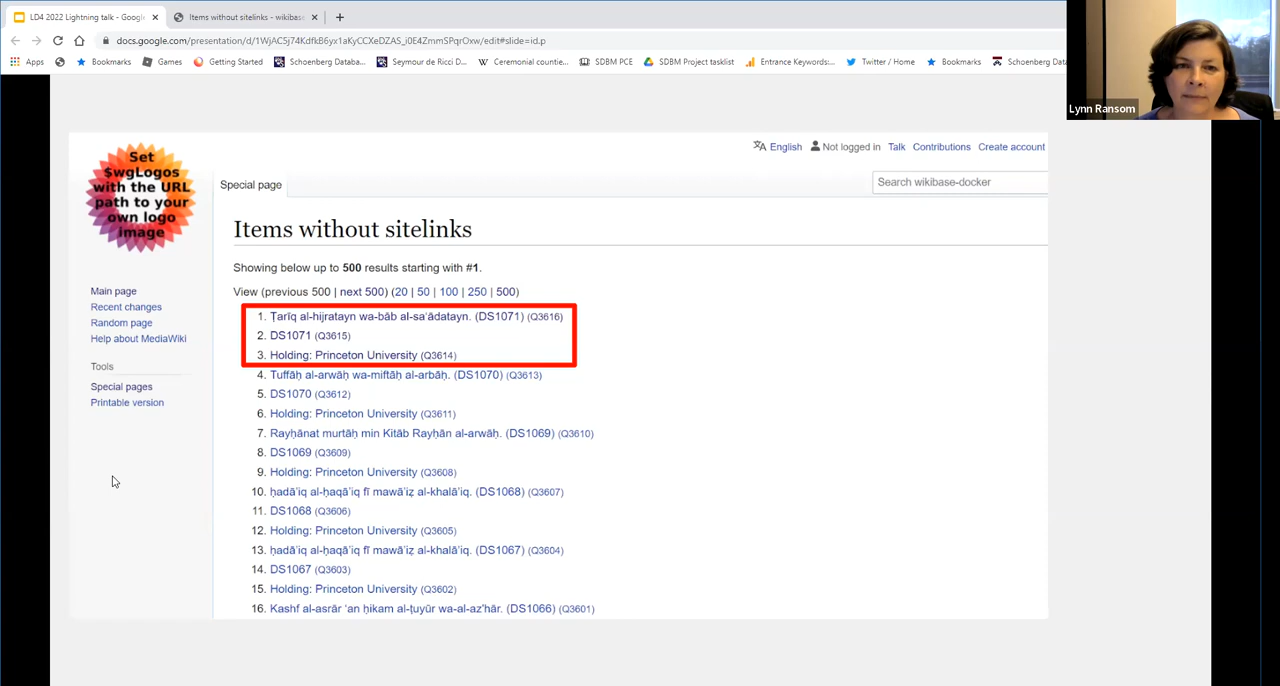 LD4 2022 Lightning talk - Google
Items without sitelinks - wikibase
docs.google.com/presentation/d/1WjAC5j74KdfkB6yx1aKyCCXeDZAS_j0E4ZmmSPqrOxw/edit#slide=id.p
Apps Bookmarks Games Getting Started Schoenberg Databa... Seymour de Ricci D... Ceremonial countie... SDBM PCE SDBM Project tasklist Entrance Keywords:... Twitter / Home Bookmarks Schoenberg Data
Lynn Ransom
English Not logged in Talk Contributions Create account
Set
$wgLogos
with the URL
path to your
own logo
image
Special page
Search wikibase-docker
Items without sitelinks
Showing below up to 500 results starting with #1.
View (previous 500 | next 500) (20 | 50 | 100 | 250 | 500)
1. Ṭarīq al-hijratayn wa-bāb al-saʻādatayn. (DS1071) (Q3616)
2. DS1071 (Q3615)
3. Holding: Princeton University (Q3614)
4. Tuffāḥ al-arwāḥ wa-miftāḥ al-arbāḥ. (DS1070) (Q3613)
5. DS1070 (Q3612)
6. Holding: Princeton University (Q3611)
7. Rayḥānat murtāḥ min Kitāb Rayḥān al-arwāḥ. (DS1069) (Q3610)
8. DS1069 (Q3609)
9. Holding: Princeton University (Q3608)
10. ḥadāʼiq al-ḥaqāʼiq fī mawāʼiẓ al-khalāʼiq. (DS1068) (Q3607)
11. DS1068 (Q3606)
12. Holding: Princeton University (Q3605)
13. ḥadāʼiq al-ḥaqāʼiq fī mawāʼiẓ al-khalāʼiq. (DS1067) (Q3604)
14. DS1067 (Q3603)
15. Holding: Princeton University (Q3602)
16. Kashf al-asrār ʻan ḥikam al-ṭuyūr wa-al-azʹhār. (DS1066) (Q3601)
Main page
Recent changes
Random page
Help about MediaWiki
Tools
Special pages
Printable version